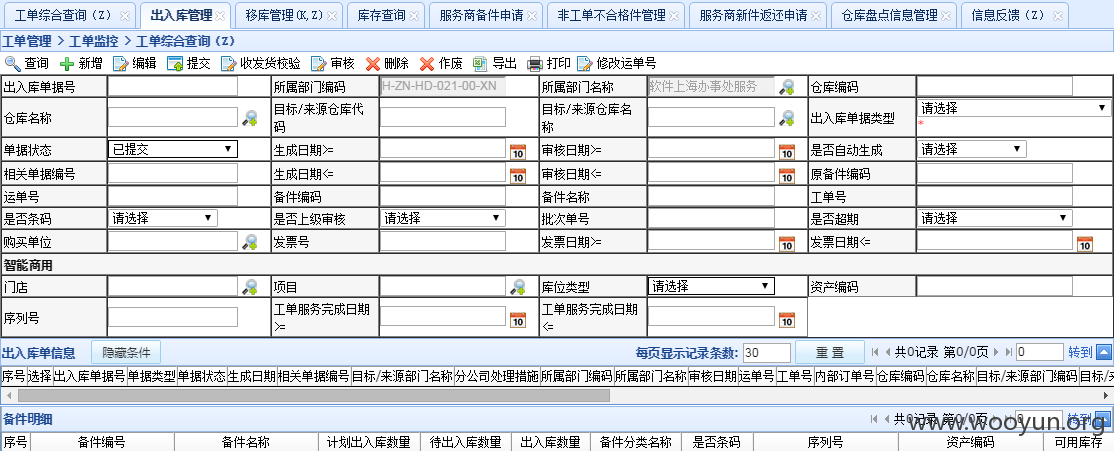 工单综合查询（Z） 出入库管理 移库管理(X,Z) 库存查询 服务商备件申请 非工单不合格件管理 服务商新件返还申请 仓库盘点信息管理 信息反馈（Z）
工单管理 > 工单监控 > 工单综合查询（Z）
查询 新增 编辑 提交 收发货校验 审核 删除 作废 导出 打印 修改运单号
出入库单据号 所属部门编码 H-ZN-HD-021-00-XN 所属部门名称 软件上海办事处服务 仓库编码
仓库名称 目标/来源仓库代码 目标/来源仓库名称 出入库单据类型 请选择 *
单据状态 已提交 生成日期>= 审核日期>= 是否自动生成 请选择
相关单据编号 生成日期<= 审核日期<= 原备件编码
运单号 备件编码 备件名称 工单号
是否条码 请选择 是否上级审核 请选择 批次单号 是否超期 请选择
购买单位 发票号 发票日期>= 发票日期<=
智能商用
门店 项目 库位类型 请选择 资产编码
序列号 工单服务完成日期>= 工单服务完成日期<=
出入库单信息 隐藏条件 每页显示记录条数: 30 重 置 共0记录 第0/0页 0 转到
序号 选择 出入库单据号 单据类型 单据状态 生成日期 相关单据编号 目标/来源部门名称 分公司处理措施 所属部门编码 所属部门名称 审核日期 运单号 工单号 内部订单号 仓库编码 仓库名称 目标/来源部门编码 目标/来
备件明细 共0记录 第0/0页 0 转到
www.wooyun.org
序号 备件编号 备件名称 计划出入库数量 待出入库数量 出入库数量 备件分类名称 是否条码 序列号 资产编码 可用库存